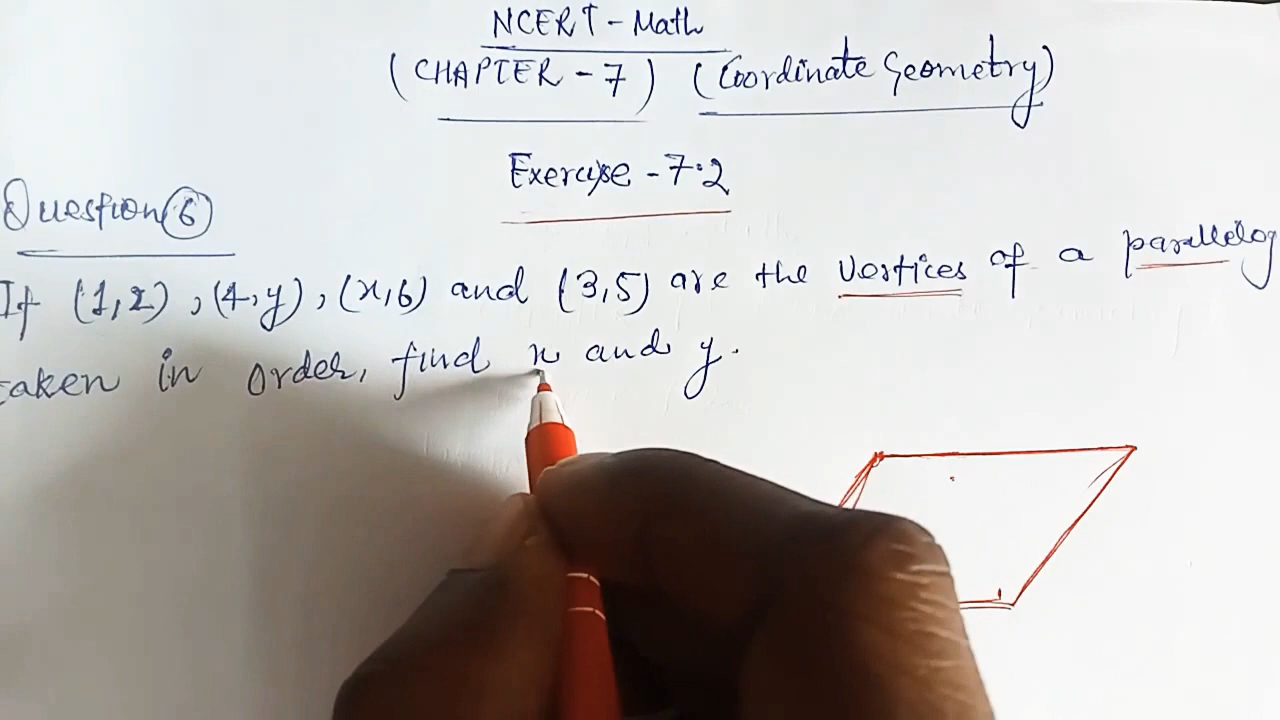 NCERT - Math
(CHAPTER - 7) (Coordinate Geometry)
Exercise - 7.2
Question 6
If (1,2), (4,y), (x,6) and (3,5) are the vertices of a parallelog
taken in order, find x and y.